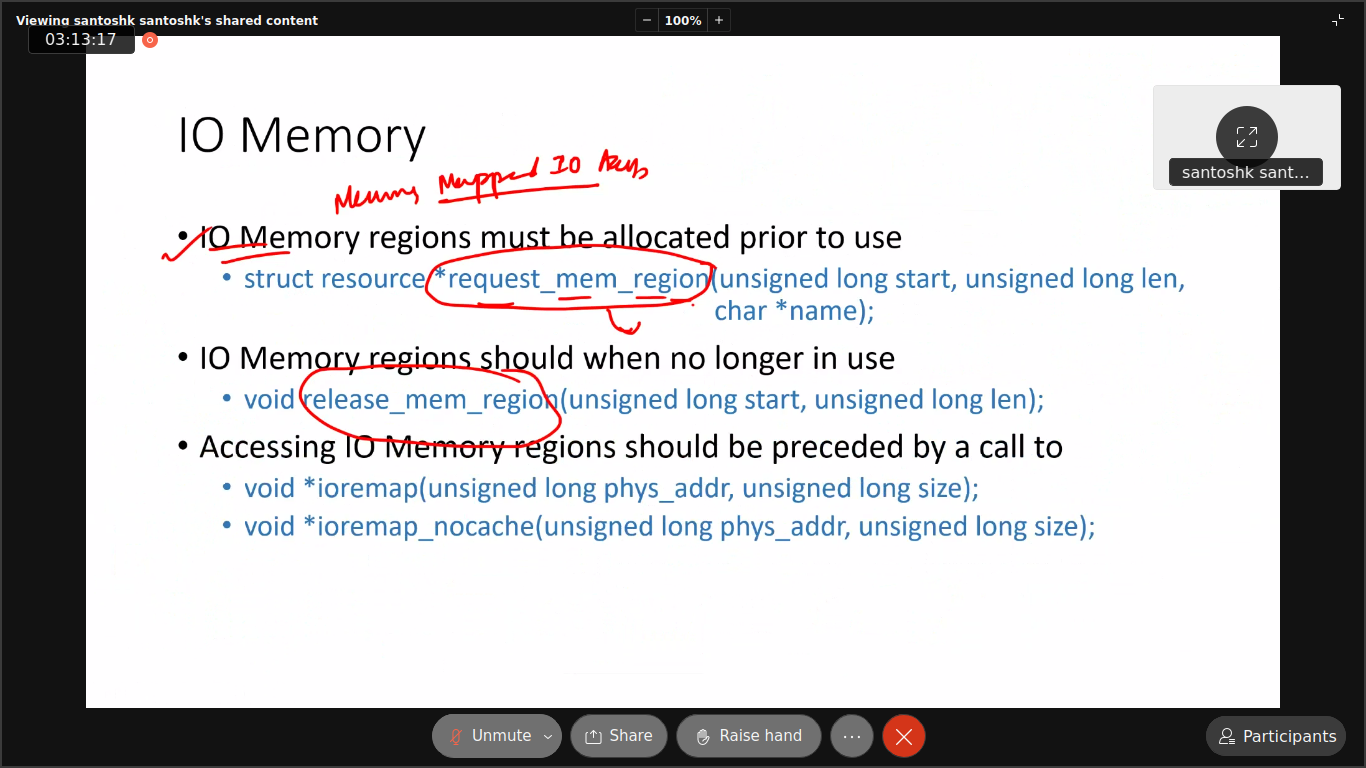 Viewing santoshk santoshk's shared content
− 100% +
03:13:17
santoshk sant...
IO Memory
Memory Mapped IO
• IO Memory regions must be allocated prior to use
• struct resource *request_mem_region(unsigned long start, unsigned long len,
char *name);
• IO Memory regions should when no longer in use
• void release_mem_region(unsigned long start, unsigned long len);
• Accessing IO Memory regions should be preceded by a call to
• void *ioremap(unsigned long phys_addr, unsigned long size);
• void *ioremap_nocache(unsigned long phys_addr, unsigned long size);
Unmute Share Raise hand ... Participants